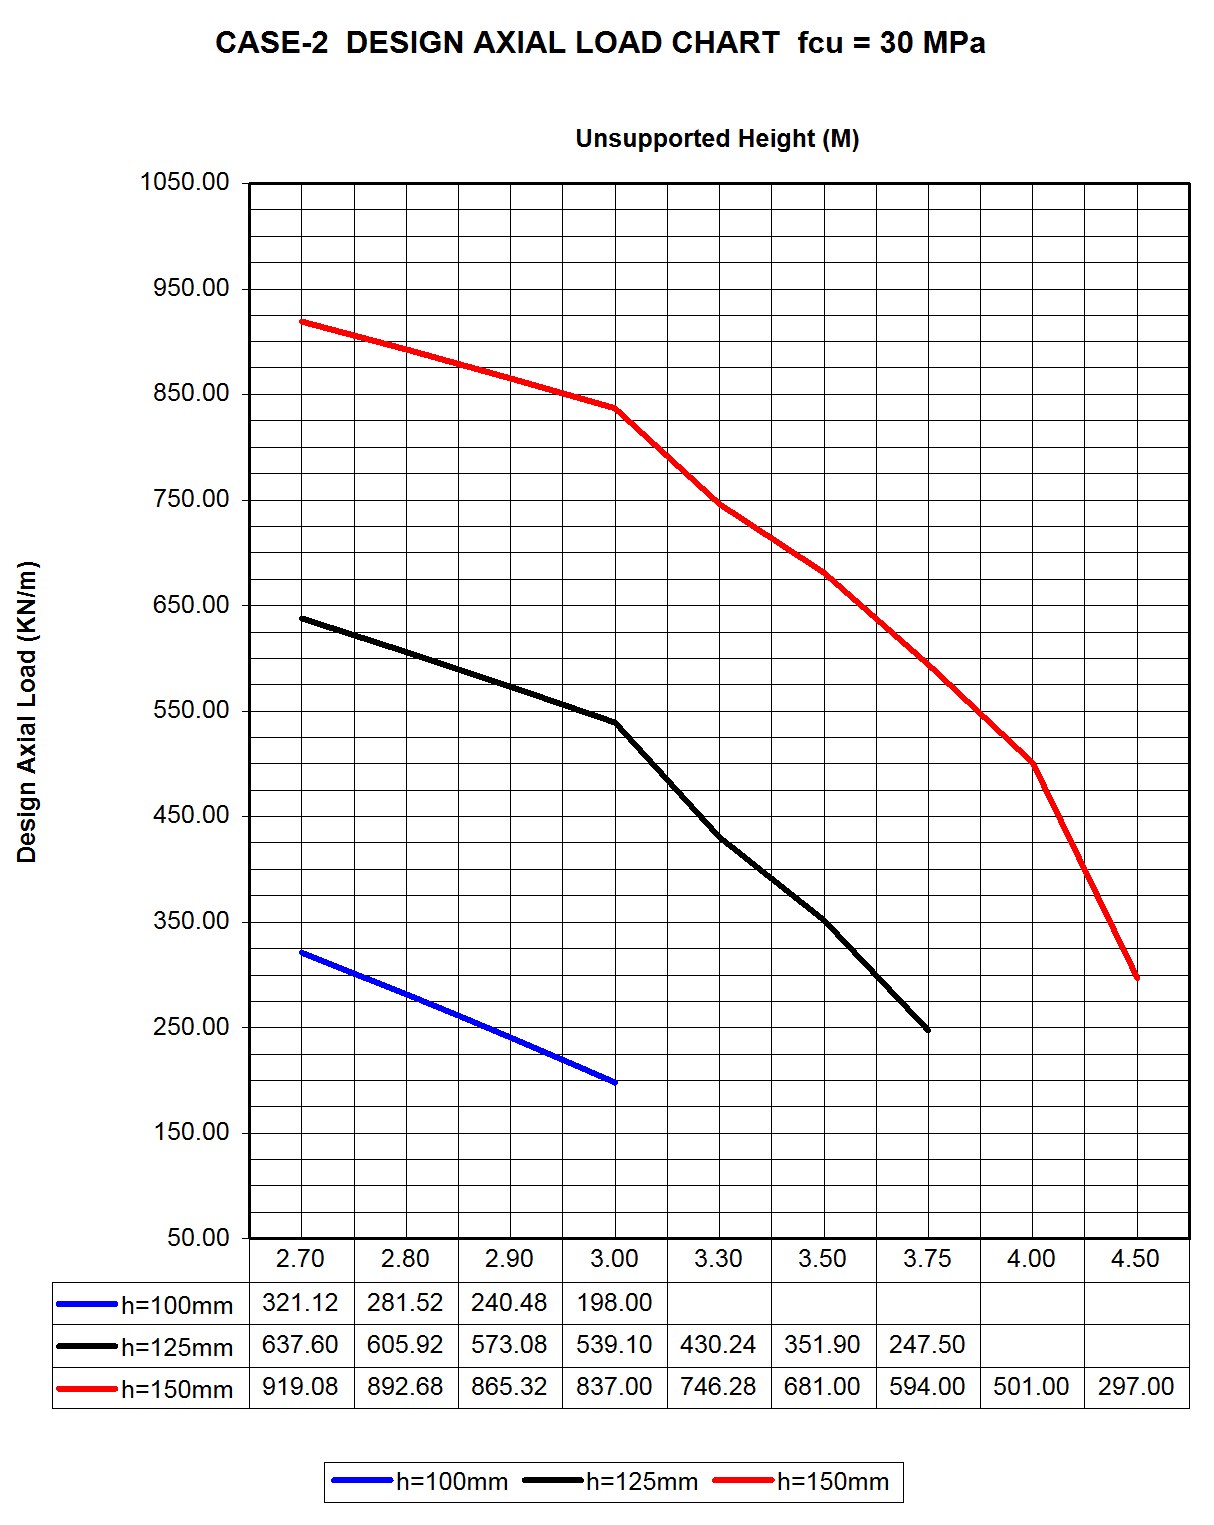 CASE-2 DESIGN AXIAL LOAD CHART fcu = 30 MPa
Unsupported Height (M)
1050.00
950.00
850.00
750.00
650.00
550.00
450.00
350.00
250.00
150.00
50.00
Design Axial Load (KN/m)
2.70 2.80 2.90 3.00 3.30 3.50 3.75 4.00 4.50
h=100mm 321.12 281.52 240.48 198.00
h=125mm 637.60 605.92 573.08 539.10 430.24 351.90 247.50
h=150mm 919.08 892.68 865.32 837.00 746.28 681.00 594.00 501.00 297.00
h=100mm h=125mm h=150mm